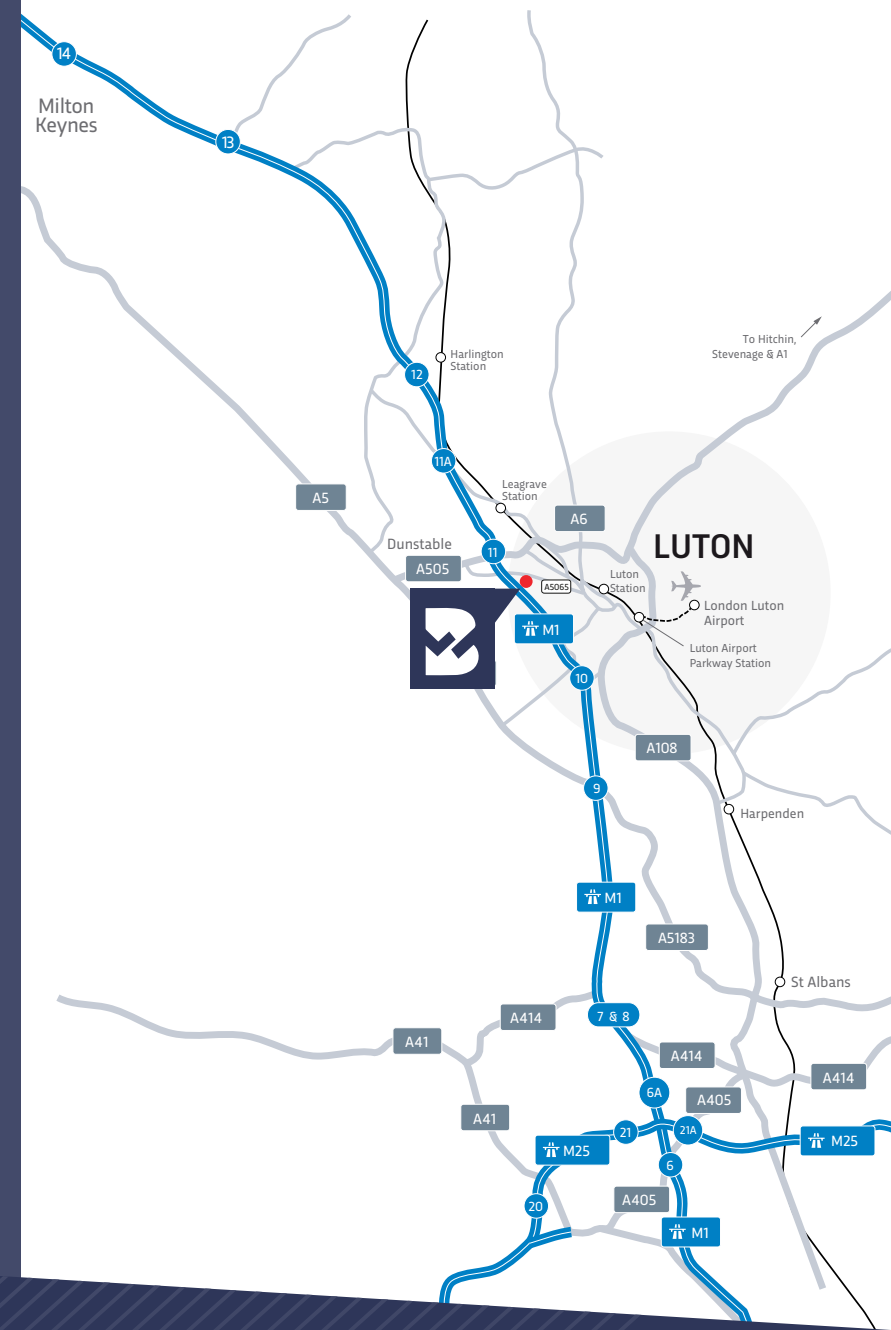 14
Milton
Keynes
13
To Hitchin,
Stevenage & A1
Harlington
Station
12
11A
Leagrave
Station
A5
A6
Dunstable
11
LUTON
A505
A5065
Luton
Station
London Luton
Airport
M1
Luton Airport
Parkway Station
10
A108
9
Harpenden
M1
A5183
St Albans
A414
7 & 8
A41
A414
A414
6A
A405
A41
21
21A
M25
M25
6
20
A405
M1